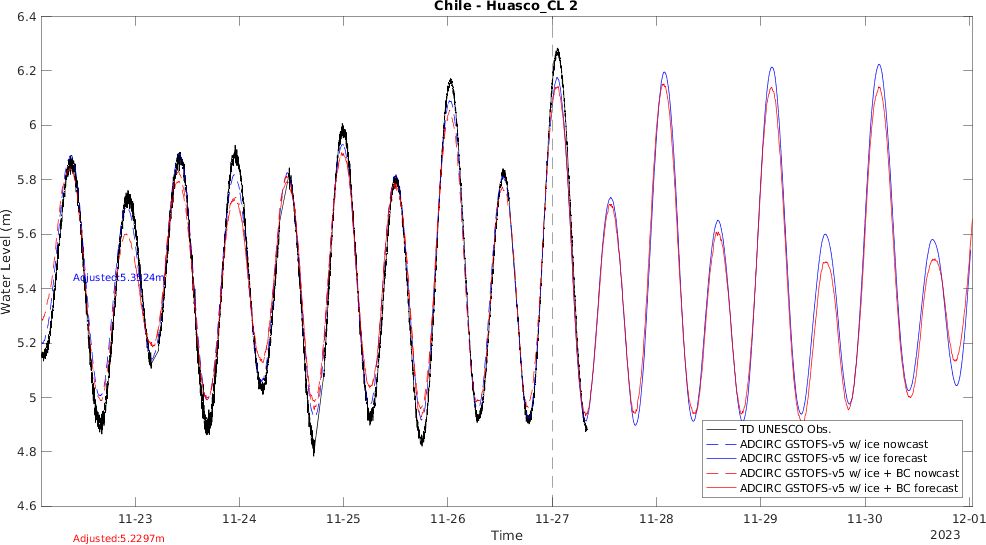 Chile - Huasco_CL 2
6.4
6.2
6
5.8
5.6
5.4
5.2
5
4.8
4.6
Water Level (m)
Adjusted:5.3524m
TD UNESCO Obs.
ADCIRC GSTOFS-v5 w/ ice nowcast
ADCIRC GSTOFS-v5 w/ ice forecast
ADCIRC GSTOFS-v5 w/ ice + BC nowcast
ADCIRC GSTOFS-v5 w/ ice + BC forecast
11-23 11-24 11-25 11-26 11-27 11-28 11-29 11-30 12-01
Time
2023
Adjusted:5.2297m